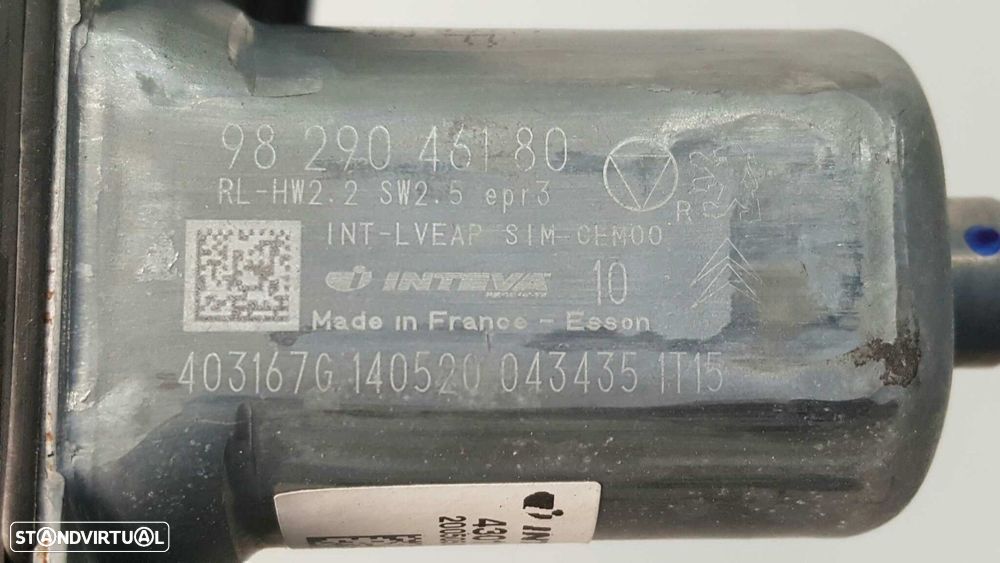 98 290 461 80
RL-HW2.2 SW2.5 epr3
R
INT-LVEAP SIM-CEM00
INTEVA 10
PRODUCTS
Made in France - Esson
403167G 140520 043435 1T15
STANDVIRTUAL